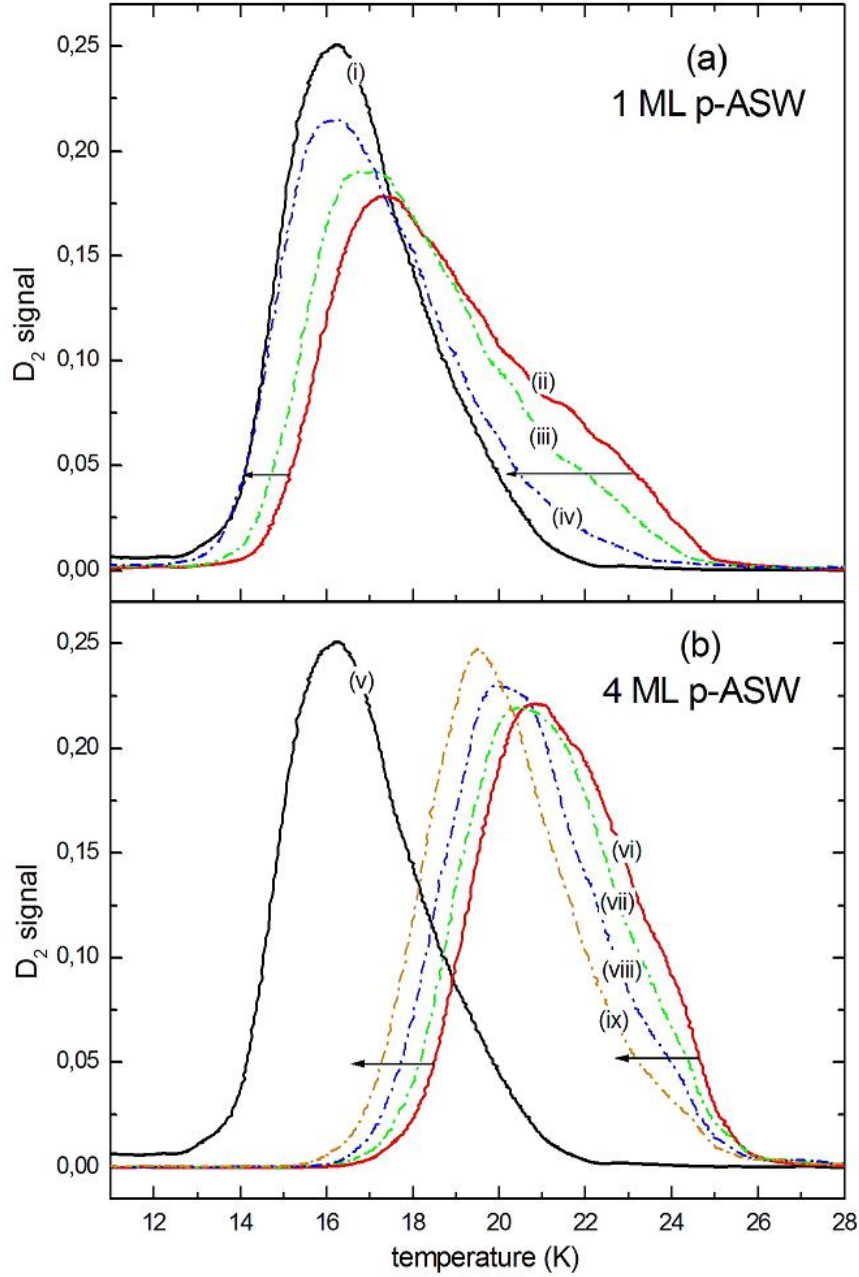 0,25
0,20
0,15
0,10
0,05
0,00
D₂ signal
(a)
1 ML p-ASW
(i)
(ii)
(iii)
(iv)
0,25
0,20
0,15
0,10
0,05
0,00
D₂ signal
(b)
4 ML p-ASW
(v)
(vi)
(vii)
(viii)
(ix)
12 14 16 18 20 22 24 26 28
temperature (K)